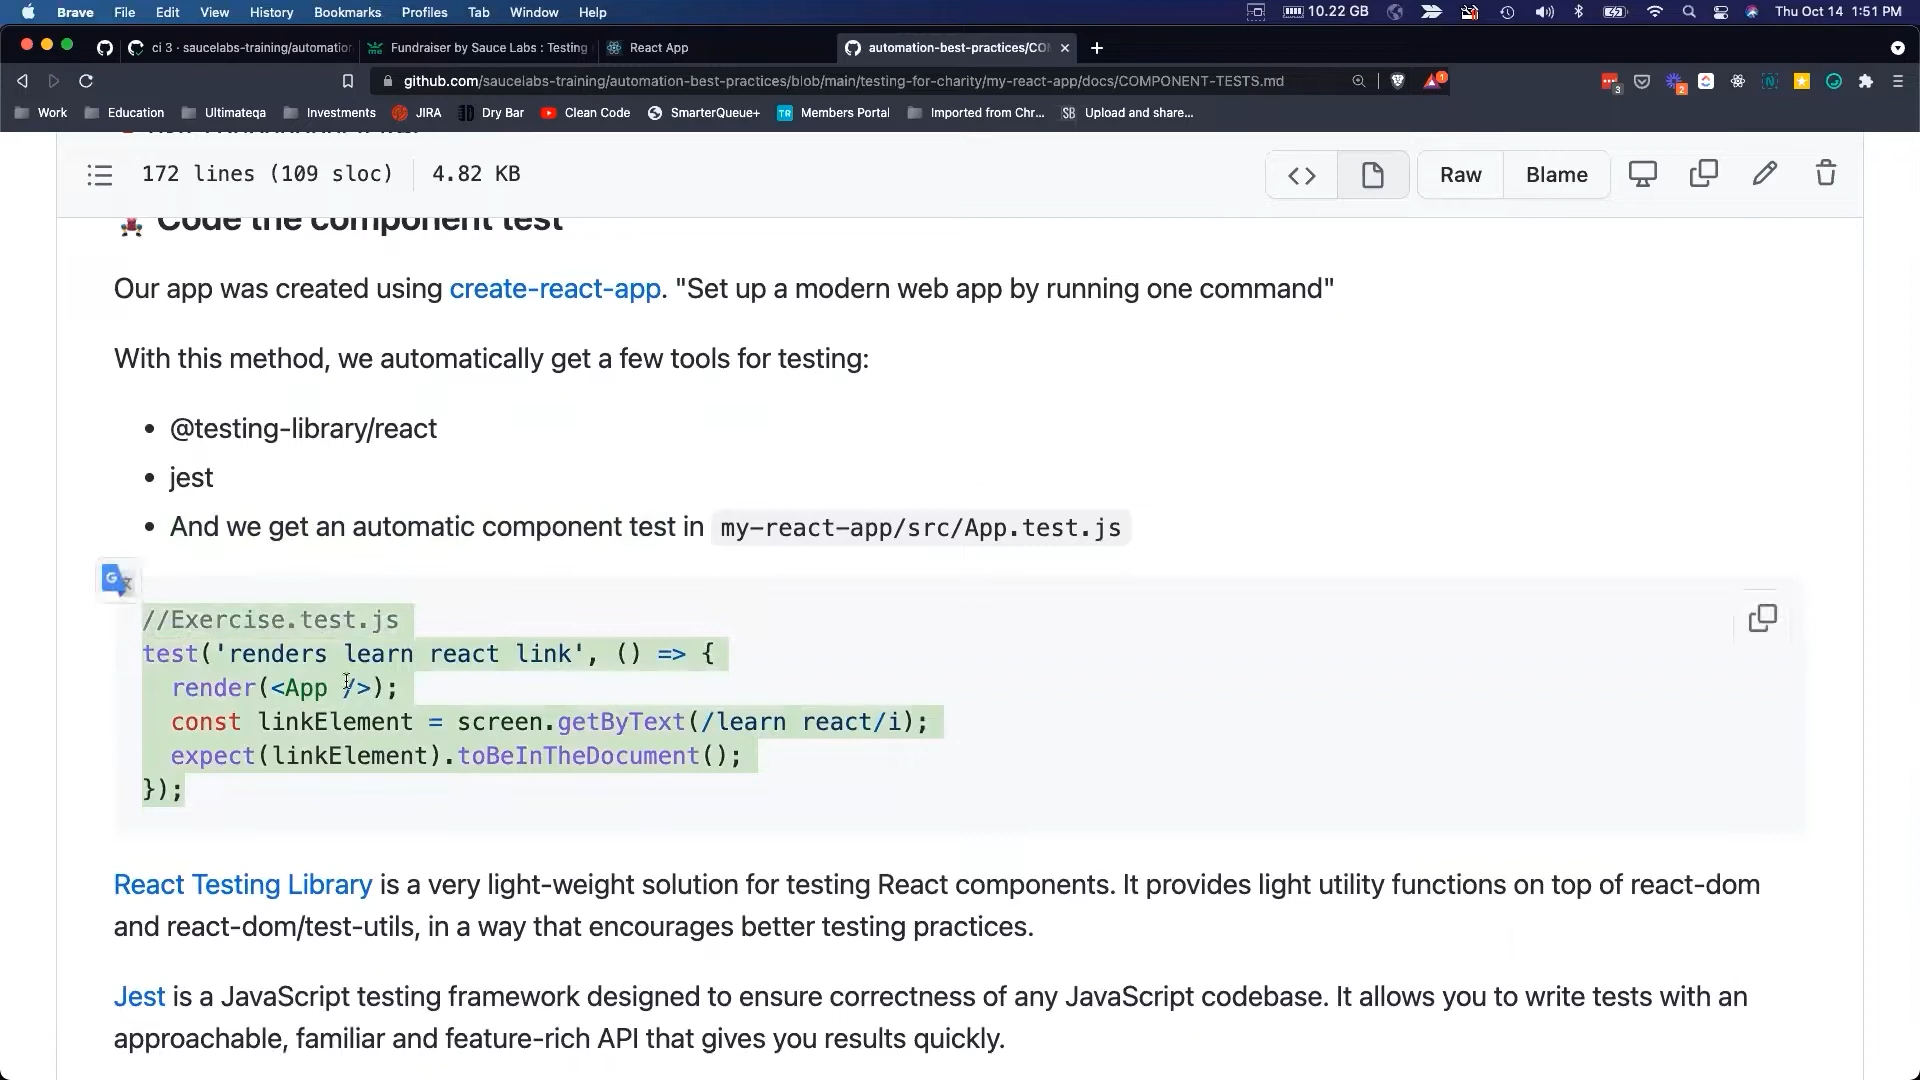 Brave File Edit View History Bookmarks Profiles Tab Window Help 10.22 GB Thu Oct 14 1:51 PM
ci 3 · saucelabs-training/automation Fundraiser by Sauce Labs : Testing React App automation-best-practices/CO
github.com/saucelabs-training/automation-best-practices/blob/main/testing-for-charity/my-react-app/docs/COMPONENT-TESTS.md
Work Education Ultimateqa Investments JIRA Dry Bar Clean Code SmarterQueue+ Members Portal Imported from Chr... SB Upload and share...
172 lines (109 sloc) 4.82 KB Raw Blame
Code the component test
Our app was created using create-react-app. "Set up a modern web app by running one command"
With this method, we automatically get a few tools for testing:
• @testing-library/react
• jest
• And we get an automatic component test in my-react-app/src/App.test.js
//Exercise.test.js
test('renders learn react link', () => {
render(<App />);
const linkElement = screen.getByText(/learn react/i);
expect(linkElement).toBeInTheDocument();
});
React Testing Library is a very light-weight solution for testing React components. It provides light utility functions on top of react-dom
and react-dom/test-utils, in a way that encourages better testing practices.
Jest is a JavaScript testing framework designed to ensure correctness of any JavaScript codebase. It allows you to write tests with an
approachable, familiar and feature-rich API that gives you results quickly.